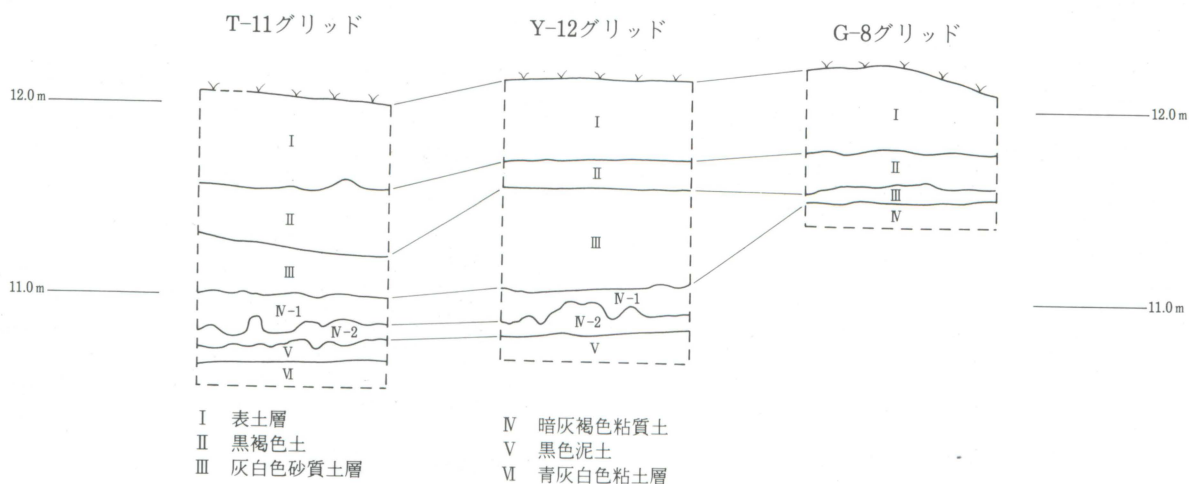 T-11グリッド
Y-12グリッド
G-8グリッド
12.0m
12.0m
11.0m
11.0m
Ⅰ
Ⅱ
Ⅲ
Ⅳ-1
Ⅳ-2
Ⅴ
Ⅵ
Ⅰ
Ⅱ
Ⅲ
Ⅳ-1
Ⅳ-2
Ⅴ
Ⅰ
Ⅱ
Ⅲ
Ⅳ
Ⅰ 表土層
Ⅱ 黒褐色土
Ⅲ 灰白色砂質土層
Ⅳ 暗灰褐色粘質土
Ⅴ 黒色泥土
Ⅵ 青灰白色粘土層